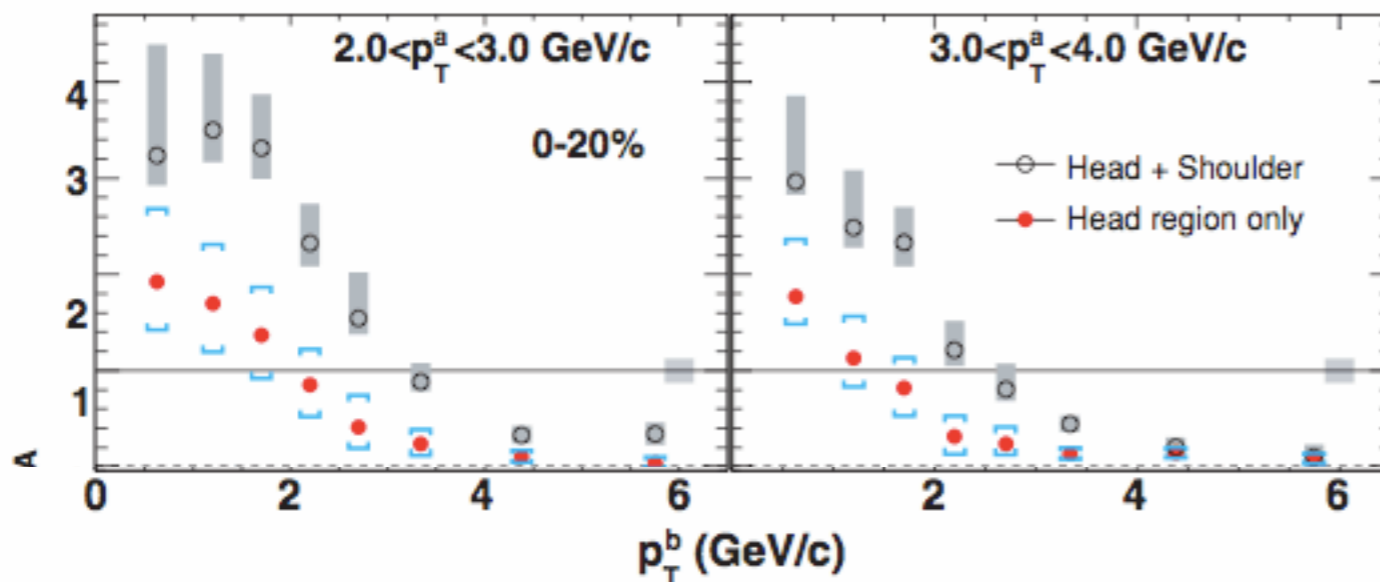 2.0<p_T^a<3.0 GeV/c
3.0<p_T^a<4.0 GeV/c
0-20%
Head + Shoulder
Head region only
4
3
2
1
A
0
2
4
6
2
4
6
p_T^b (GeV/c)